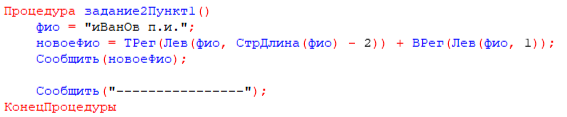 Процедура задание2Пункт1()
фио = "иВанОв п.и.";
новоеФио = ТРег(Лев(фио, СтрДлина(фио) - 2)) + ВРег(Лев(фио, 1));
Сообщить(новоеФио);
Сообщить("----------------");
КонецПроцедуры